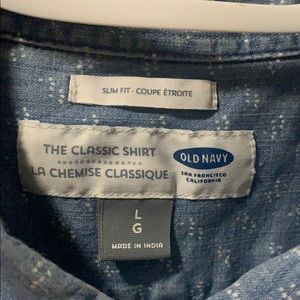 SLIM FIT · COUPE ÉTROITE
THE CLASSIC SHIRT
LA CHEMISE CLASSIQUE
OLD NAVY
SAN FRANCISCO
CALIFORNIA
L
G
MADE IN INDIA